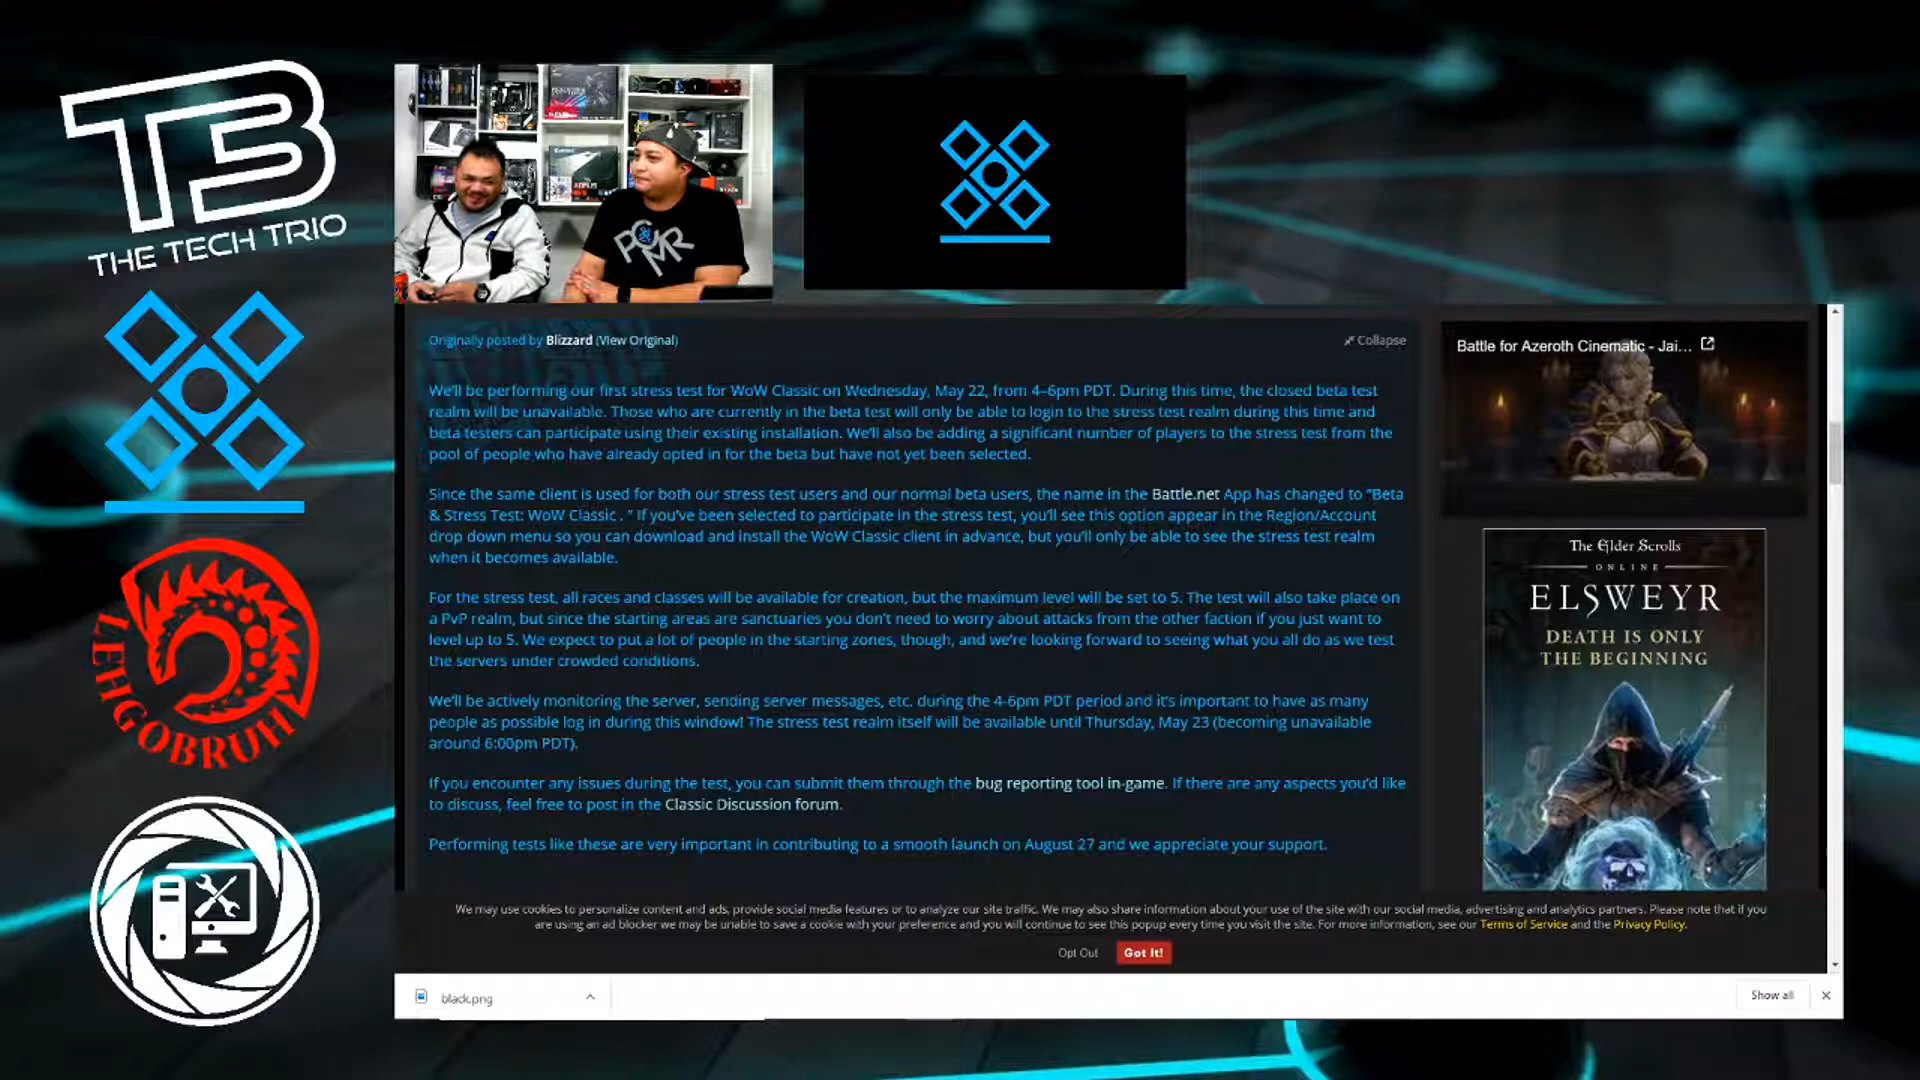 T3
THE TECH TRIO
LEHGOBRUH
PCMR
Originally posted by Blizzard (View Original)
Collapse
We'll be performing our first stress test for WoW Classic on Wednesday, May 22, from 4–6pm PDT. During this time, the closed beta test
realm will be unavailable. Those who are currently in the beta test will only be able to login to the stress test realm during this time and
beta testers can participate using their existing installation. We'll also be adding a significant number of players to the stress test from the
pool of people who have already opted in for the beta but have not yet been selected.
Since the same client is used for both our stress test users and our normal beta users, the name in the Battle.net App has changed to "Beta
& Stress Test: WoW Classic . " If you've been selected to participate in the stress test, you'll see this option appear in the Region/Account
drop down menu so you can download and install the WoW Classic client in advance, but you'll only be able to see the stress test realm
when it becomes available.
For the stress test, all races and classes will be available for creation, but the maximum level will be set to 5. The test will also take place on
a PvP realm, but since the starting areas are sanctuaries you don't need to worry about attacks from the other faction if you just want to
level up to 5. We expect to put a lot of people in the starting zones, though, and we're looking forward to seeing what you all do as we test
the servers under crowded conditions.
We'll be actively monitoring the server, sending server messages, etc. during the 4-6pm PDT period and it's important to have as many
people as possible log in during this window! The stress test realm itself will be available until Thursday, May 23 (becoming unavailable
around 6:00pm PDT).
If you encounter any issues during the test, you can submit them through the bug reporting tool in-game. If there are any aspects you'd like
to discuss, feel free to post in the Classic Discussion forum.
Performing tests like these are very important in contributing to a smooth launch on August 27 and we appreciate your support.
Battle for Azeroth Cinematic - Jai...
The Elder Scrolls
ONLINE
ELSWEYR
DEATH IS ONLY
THE BEGINNING
We may use cookies to personalize content and ads, provide social media features or to analyze our site traffic. We may also share information about your use of the site with our social media, advertising and analytics partners. Please note that if you
are using an ad blocker we may be unable to save a cookie with your preference and you will continue to see this popup every time you visit the site. For more information, see our Terms of Service and the Privacy Policy.
Opt Out
Got It!
black.png
Show all